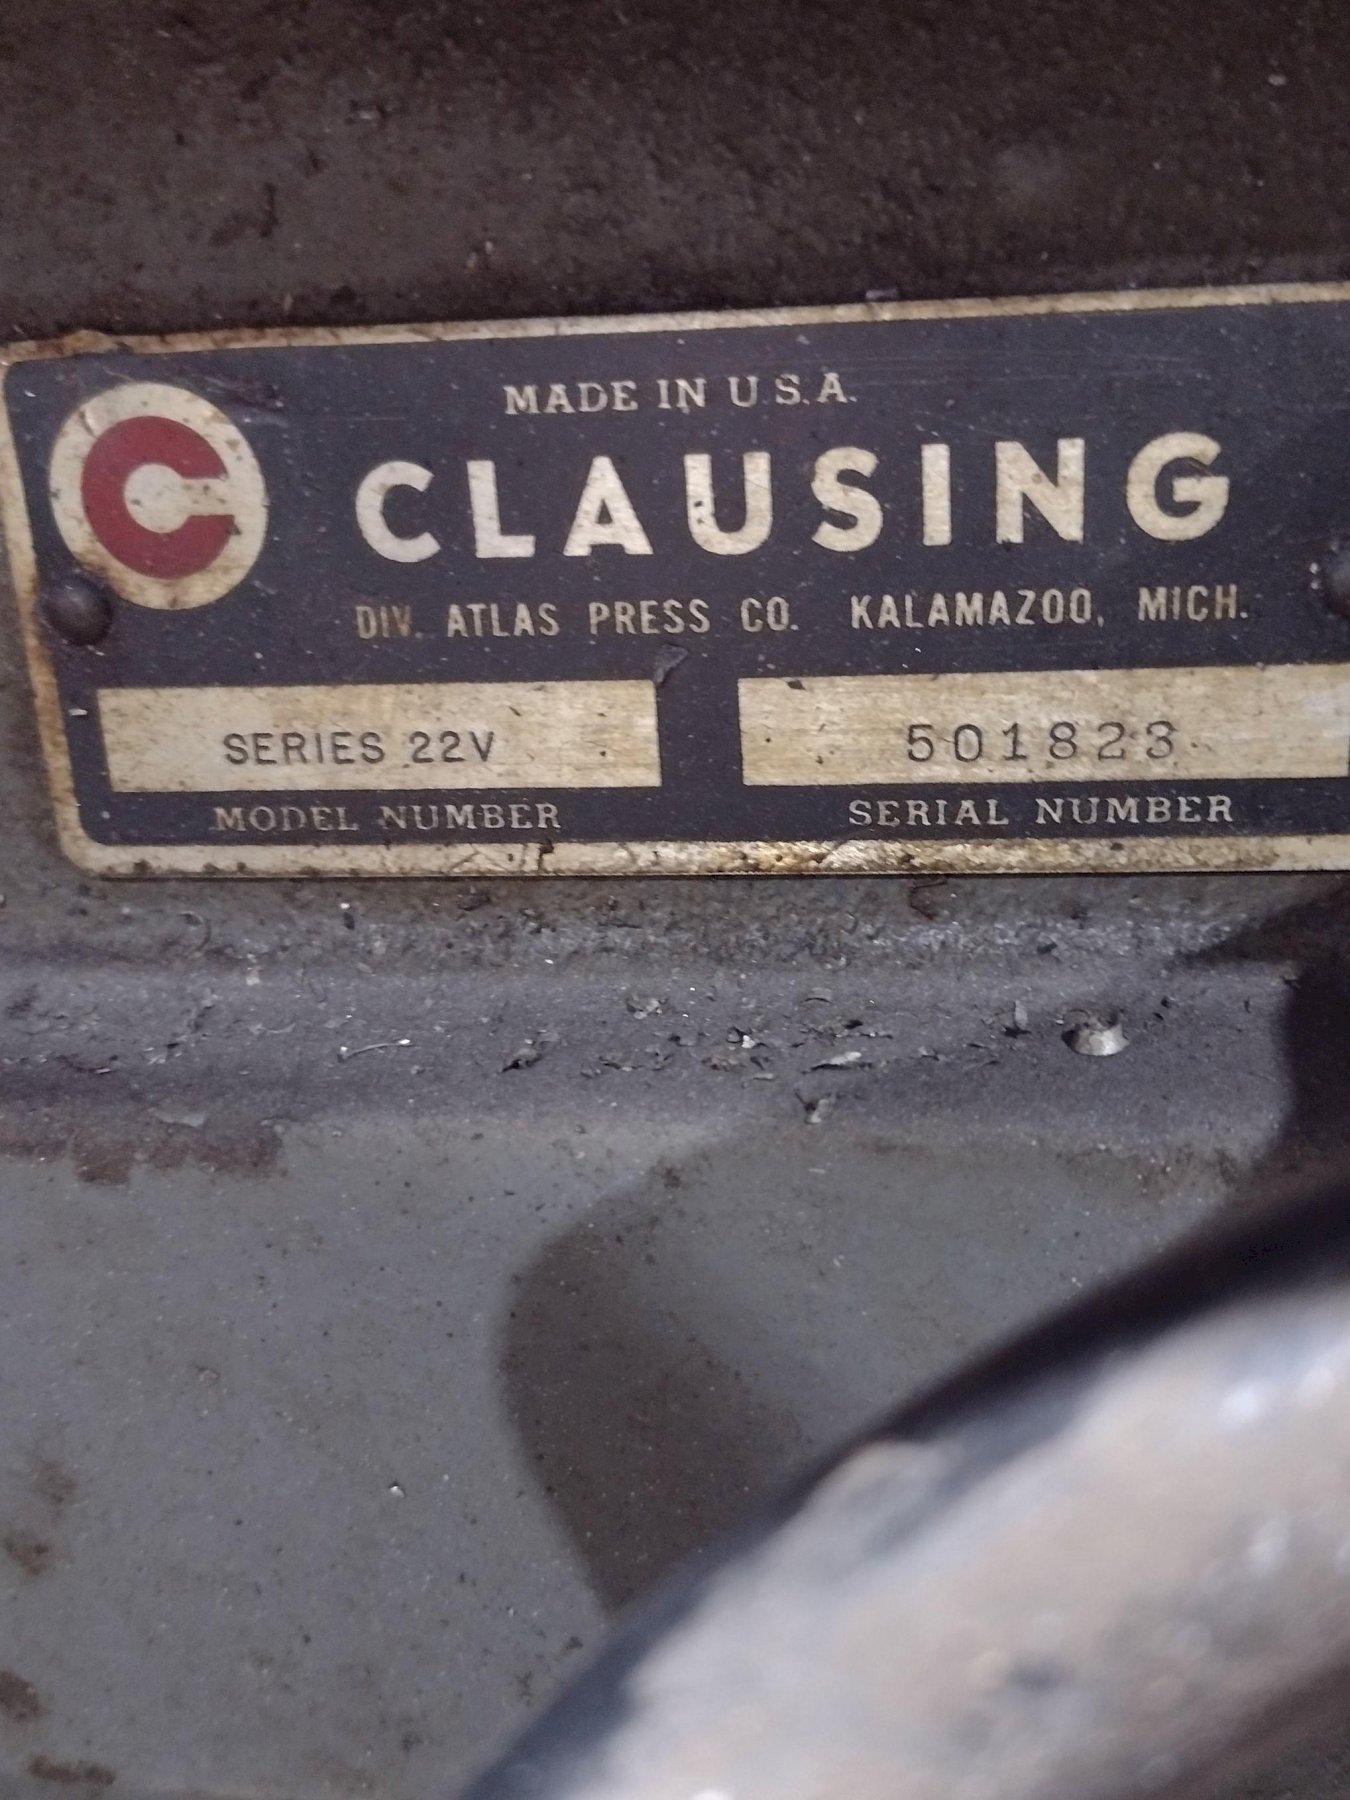 MADE IN U.S.A.
CLAUSING
DIV. ATLAS PRESS CO. KALAMAZOO, MICH.
SERIES 22V 501823
MODEL NUMBER SERIAL NUMBER